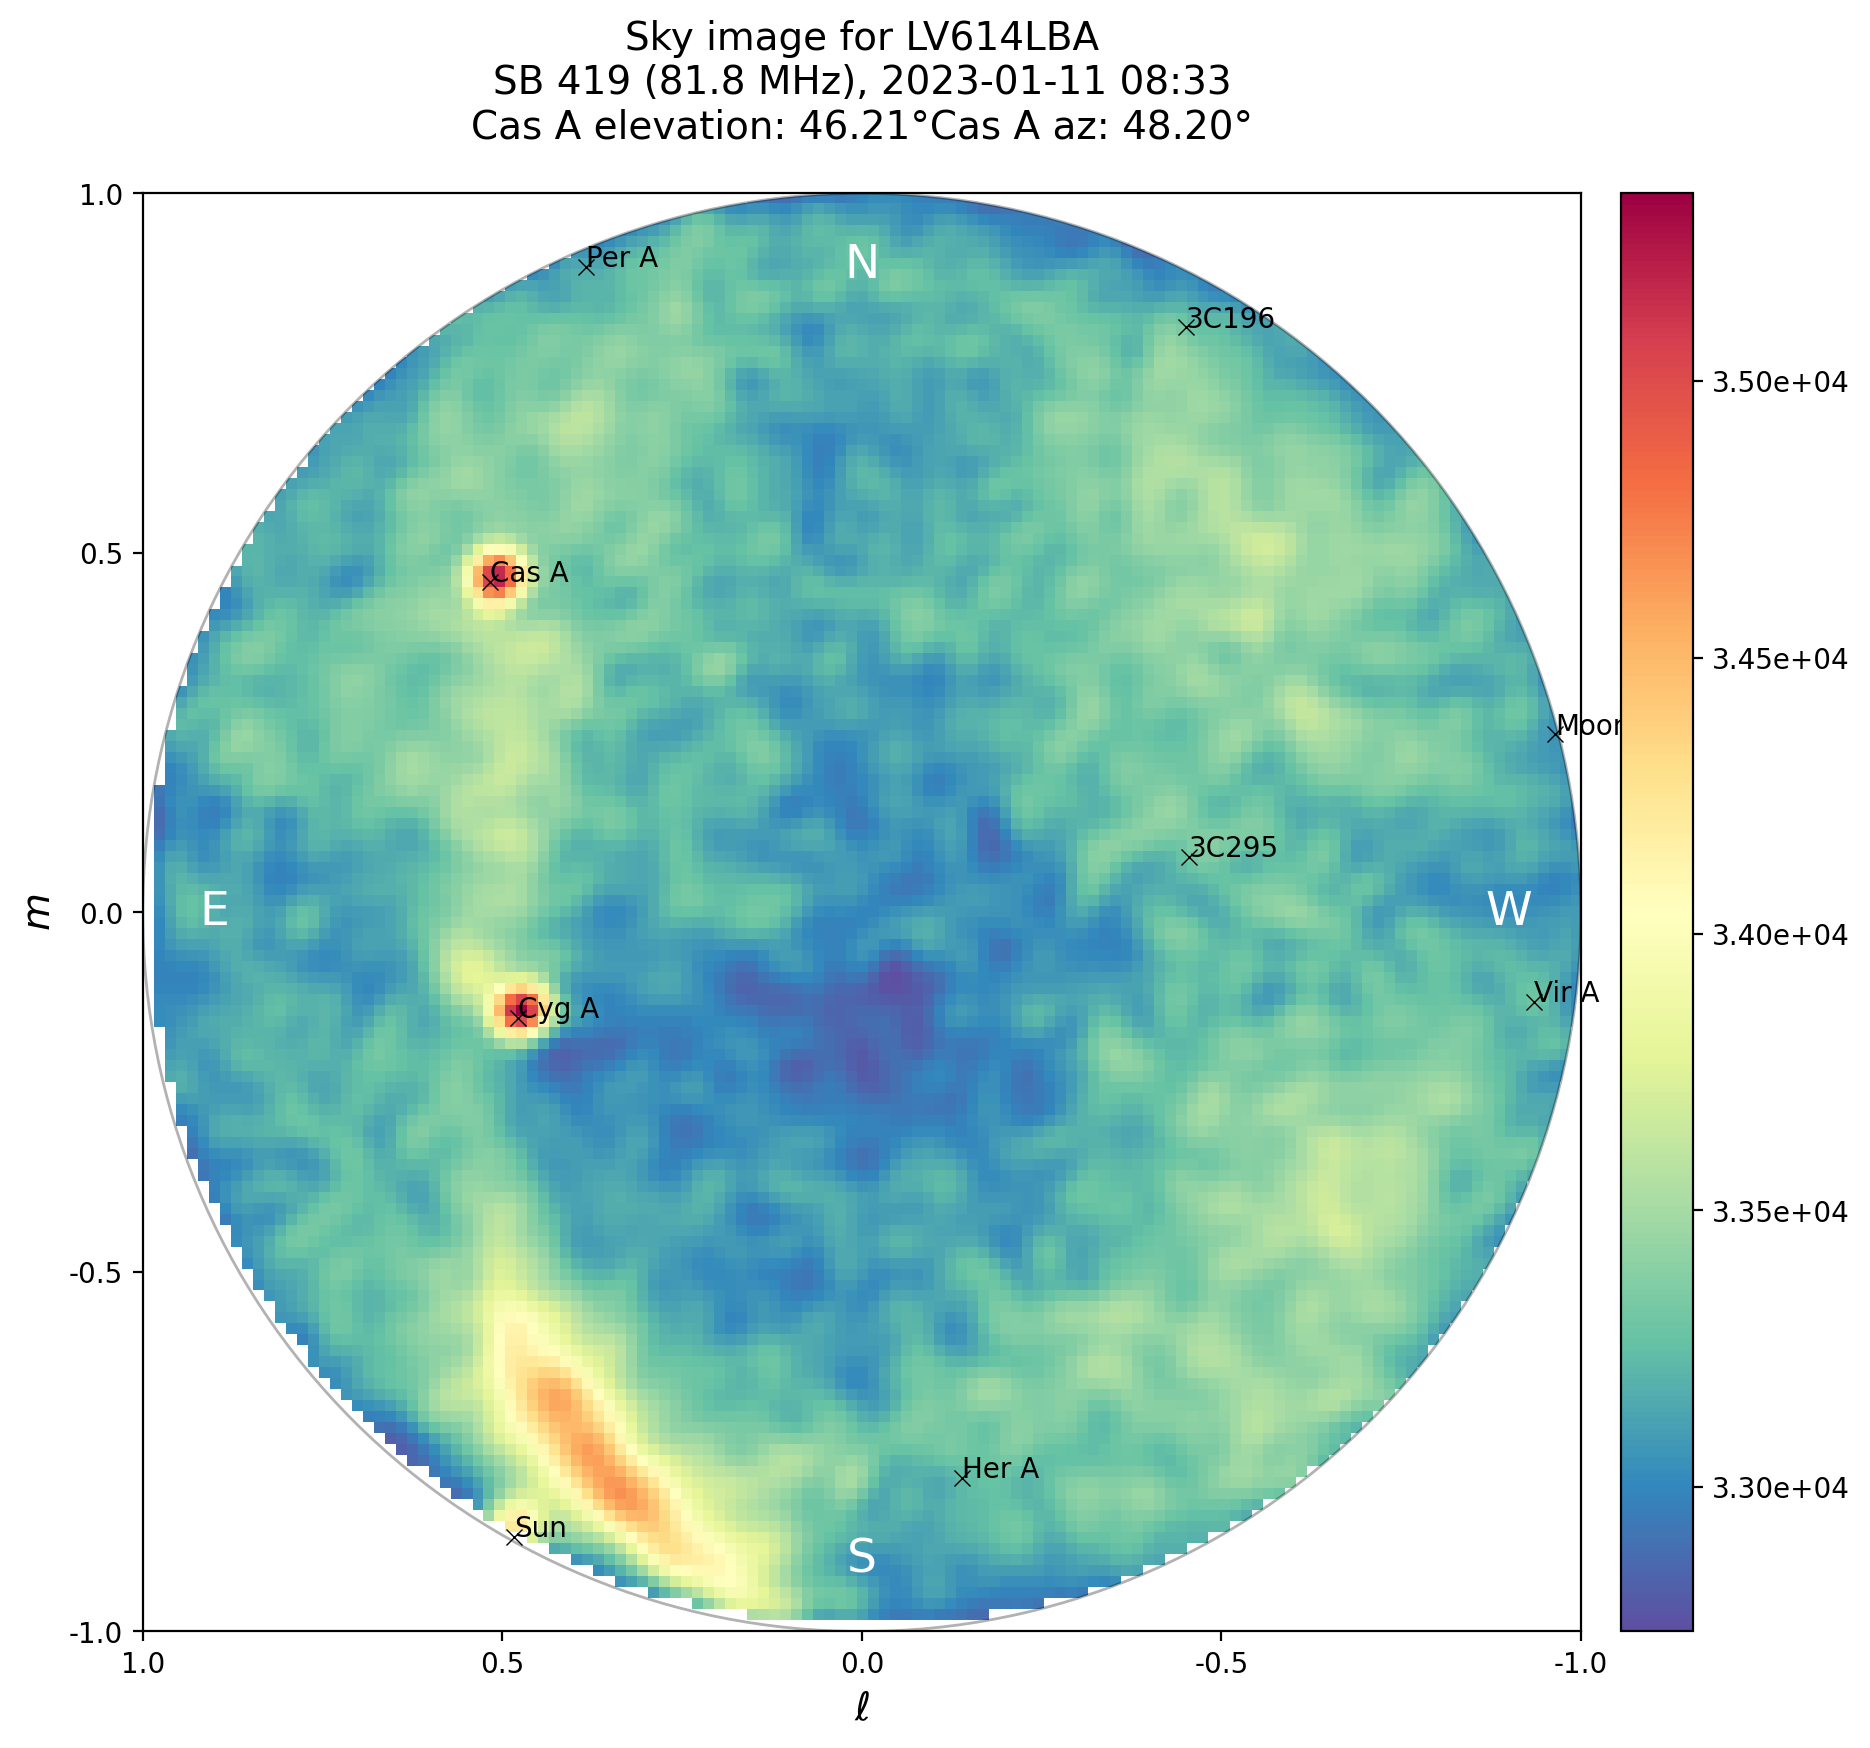 Sky image for LV614LBA
SB 419 (81.8 MHz), 2023-01-11 08:33
Cas A elevation: 46.21°Cas A az: 48.20°
1.0
0.5
0.0
-0.5
-1.0
m
N
E
W
S
Per A
3C196
Cas A
Moon
3C295
Cyg A
Vir A
Her A
Sun
1.0
0.5
0.0
-0.5
-1.0
ℓ
3.50e+04
3.45e+04
3.40e+04
3.35e+04
3.30e+04